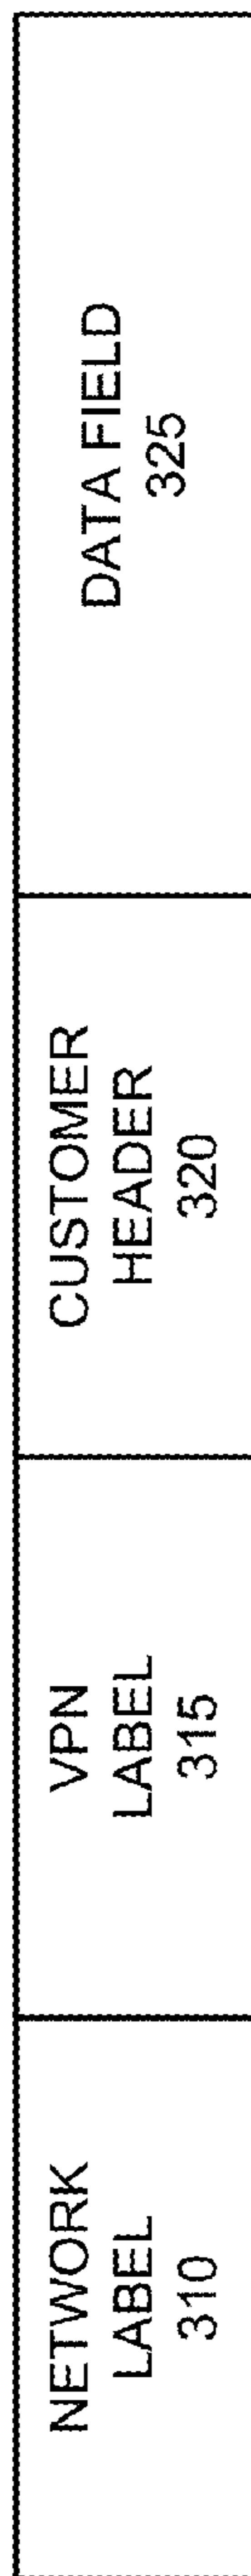 NETWORK
LABEL
310
VPN
LABEL
315
CUSTOMER
HEADER
320
DATA FIELD
325